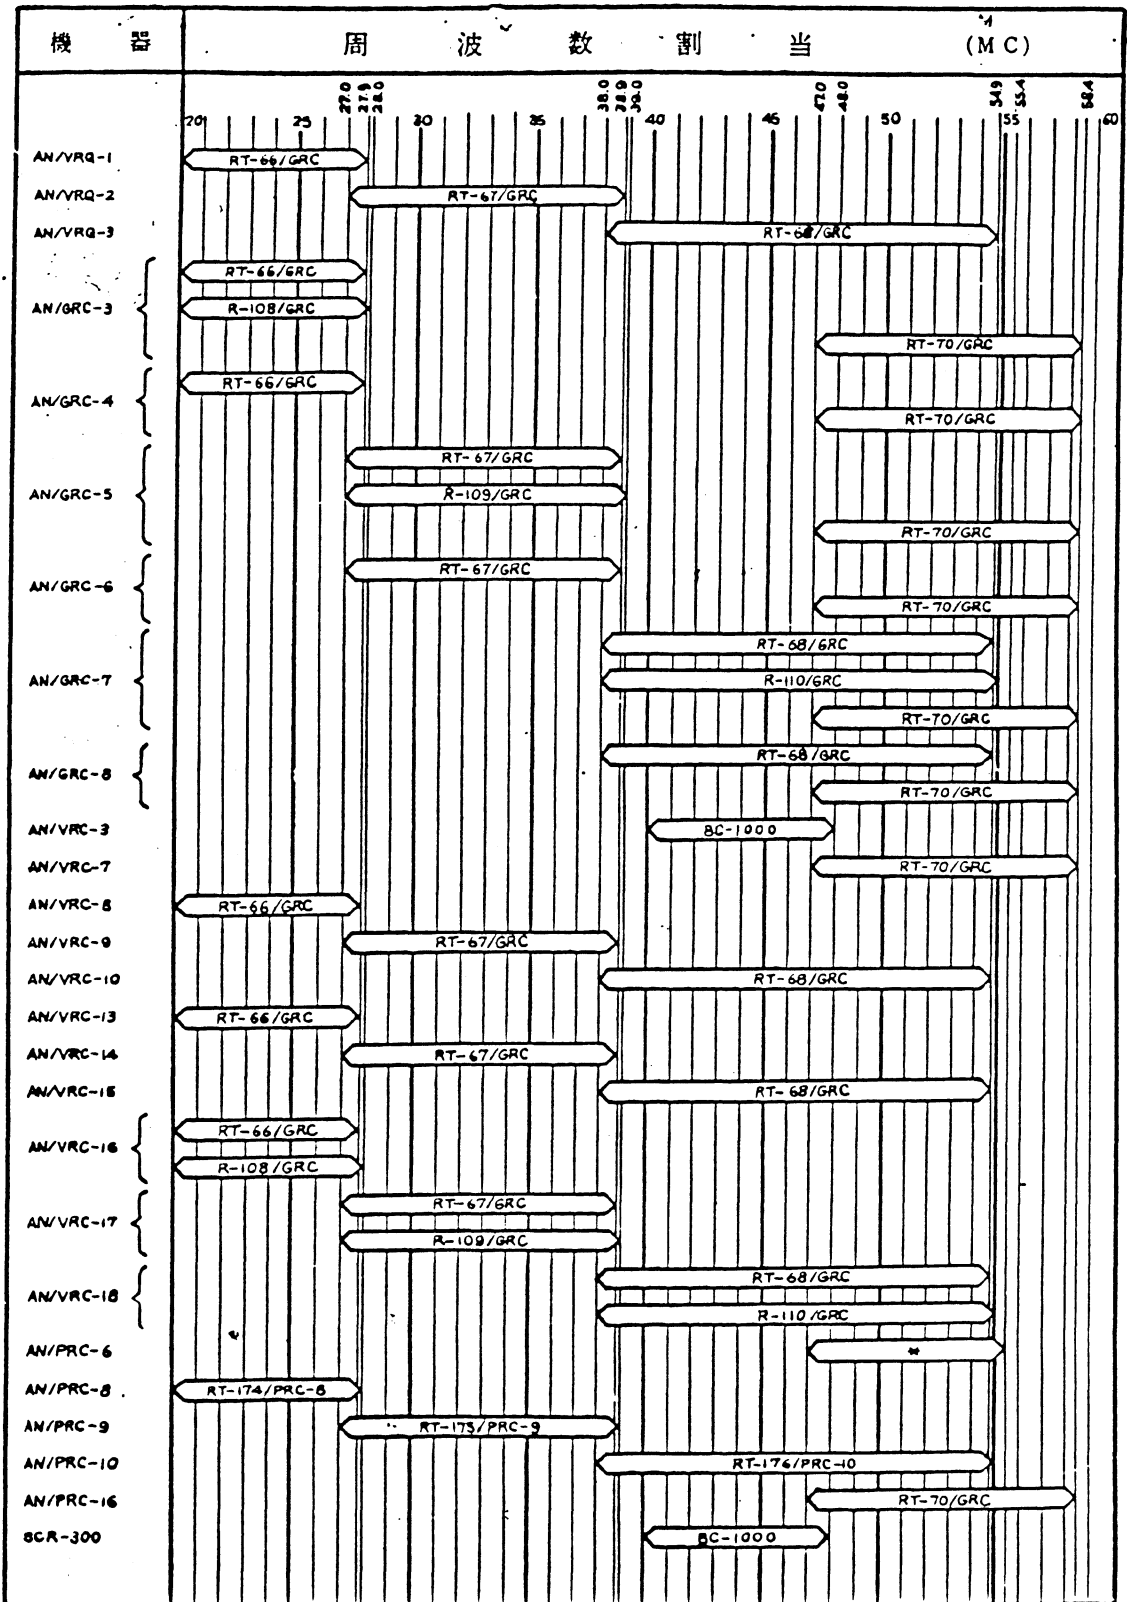 機 器 周 波 数 割 当 (MC)
27.0 27.9 28.0 38.0 38.9 39.0 47.0 48.0 54.9 55.4 58.4
20 25 30 35 40 45 50 55 60
AN/VRQ-1 RT-66/GRC
AN/VRQ-2 RT-67/GRC
AN/VRQ-3 RT-68/GRC
RT-66/GRC
AN/GRC-3 R-108/GRC
RT-70/GRC
RT-66/GRC
AN/GRC-4
RT-70/GRC
RT-67/GRC
AN/GRC-5 R-109/GRC
RT-70/GRC
RT-67/GRC
AN/GRC-6
RT-70/GRC
RT-68/GRC
AN/GRC-7 R-110/GRC
RT-70/GRC
RT-68/GRC
AN/GRC-8
RT-70/GRC
AN/VRC-3 BC-1000
AN/VRC-7 RT-70/GRC
AN/VRC-8 RT-66/GRC
AN/VRC-9 RT-67/GRC
AN/VRC-10 RT-68/GRC
AN/VRC-13 RT-66/GRC
AN/VRC-14 RT-67/GRC
AN/VRC-15 RT-68/GRC
RT-66/GRC
AN/VRC-16
R-108/GRC
RT-67/GRC
AN/VRC-17
R-109/GRC
RT-68/GRC
AN/VRC-18
R-110/GRC
AN/PRC-6 *
AN/PRC-8 RT-174/PRC-8
AN/PRC-9 RT-175/PRC-9
AN/PRC-10 RT-176/PRC-10
AN/PRC-16 RT-70/GRC
SCR-300 BC-1000